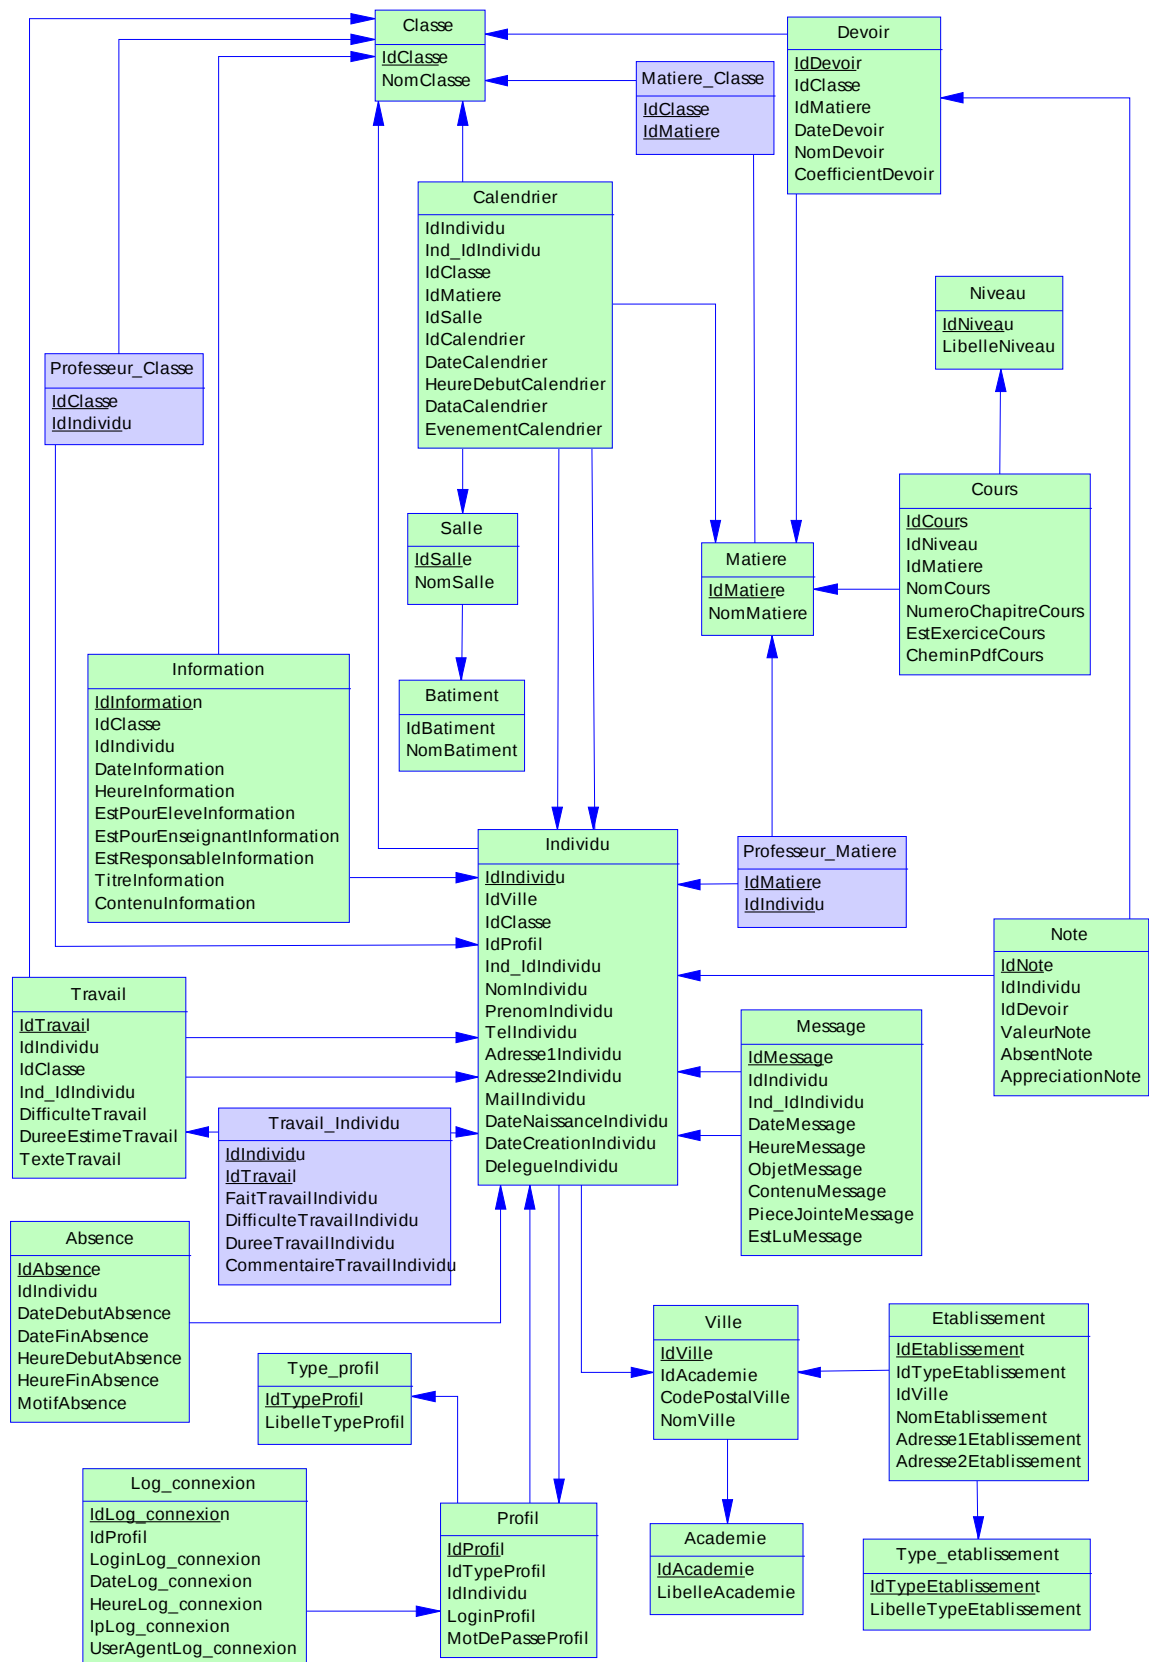 Classe
IdClasse
NomClasse
Devoir
IdDevoir
IdClasse
IdMatiere
DateDevoir
NomDevoir
CoefficientDevoir
Matiere_Classe
IdClasse
IdMatiere
Calendrier
IdIndividu
Ind_IdIndividu
IdClasse
IdMatiere
IdSalle
IdCalendrier
DateCalendrier
HeureDebutCalendrier
DataCalendrier
EvenementCalendrier
Niveau
IdNiveau
LibelleNiveau
Professeur_Classe
IdClasse
IdIndividu
Cours
IdCours
IdNiveau
IdMatiere
NomCours
NumeroChapitreCours
EstExerciceCours
CheminPdfCours
Salle
IdSalle
NomSalle
Matiere
IdMatiere
NomMatiere
Information
IdInformation
IdClasse
IdIndividu
DateInformation
HeureInformation
EstPourEleveInformation
EstPourEnseignantInformation
EstResponsableInformation
TitreInformation
ContenuInformation
Batiment
IdBatiment
NomBatiment
Individu
IdIndividu
IdVille
IdClasse
IdProfil
Ind_IdIndividu
NomIndividu
PrenomIndividu
TelIndividu
Adresse1Individu
Adresse2Individu
MailIndividu
DateNaissanceIndividu
DateCreationIndividu
DelegueIndividu
Professeur_Matiere
IdMatiere
IdIndividu
Note
IdNote
IdIndividu
IdDevoir
ValeurNote
AbsentNote
AppreciationNote
Travail
IdTravail
IdIndividu
IdClasse
Ind_IdIndividu
DifficulteTravail
DureeEstimeTravail
TexteTravail
Message
IdMessage
IdIndividu
Ind_IdIndividu
DateMessage
HeureMessage
ObjetMessage
ContenuMessage
PieceJointeMessage
EstLuMessage
Travail_Individu
IdIndividu
IdTravail
FaitTravailIndividu
DifficulteTravailIndividu
DureeTravailIndividu
CommentaireTravailIndividu
Absence
IdAbsence
IdIndividu
DateDebutAbsence
DateFinAbsence
HeureDebutAbsence
HeureFinAbsence
MotifAbsence
Ville
IdVille
IdAcademie
CodePostalVille
NomVille
Etablissement
IdEtablissement
IdTypeEtablissement
IdVille
NomEtablissement
Adresse1Etablissement
Adresse2Etablissement
Type_profil
IdTypeProfil
LibelleTypeProfil
Log_connexion
IdLog_connexion
IdProfil
LoginLog_connexion
DateLog_connexion
HeureLog_connexion
IpLog_connexion
UserAgentLog_connexion
Profil
IdProfil
IdTypeProfil
IdIndividu
LoginProfil
MotDePasseProfil
Academie
IdAcademie
LibelleAcademie
Type_etablissement
IdTypeEtablissement
LibelleTypeEtablissement